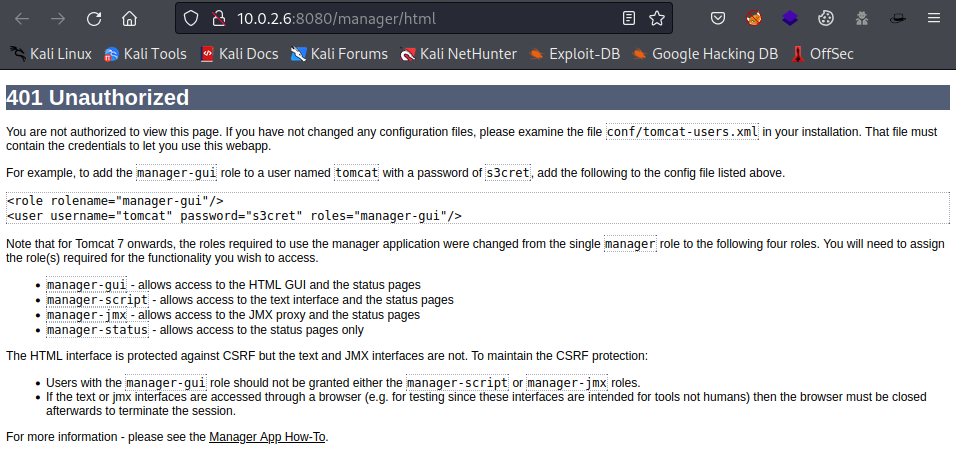 10.0.2.6:8080/manager/html
Kali Linux Kali Tools Kali Docs Kali Forums Kali NetHunter Exploit-DB Google Hacking DB OffSec
401 Unauthorized
You are not authorized to view this page. If you have not changed any configuration files, please examine the file conf/tomcat-users.xml in your installation. That file must
contain the credentials to let you use this webapp.
For example, to add the manager-gui role to a user named tomcat with a password of s3cret, add the following to the config file listed above.
<role rolename="manager-gui"/>
<user username="tomcat" password="s3cret" roles="manager-gui"/>
Note that for Tomcat 7 onwards, the roles required to use the manager application were changed from the single manager role to the following four roles. You will need to assign
the role(s) required for the functionality you wish to access.
• manager-gui - allows access to the HTML GUI and the status pages
• manager-script - allows access to the text interface and the status pages
• manager-jmx - allows access to the JMX proxy and the status pages
• manager-status - allows access to the status pages only
The HTML interface is protected against CSRF but the text and JMX interfaces are not. To maintain the CSRF protection:
• Users with the manager-gui role should not be granted either the manager-script or manager-jmx roles.
• If the text or jmx interfaces are accessed through a browser (e.g. for testing since these interfaces are intended for tools not humans) then the browser must be closed
afterwards to terminate the session.
For more information - please see the Manager App How-To.